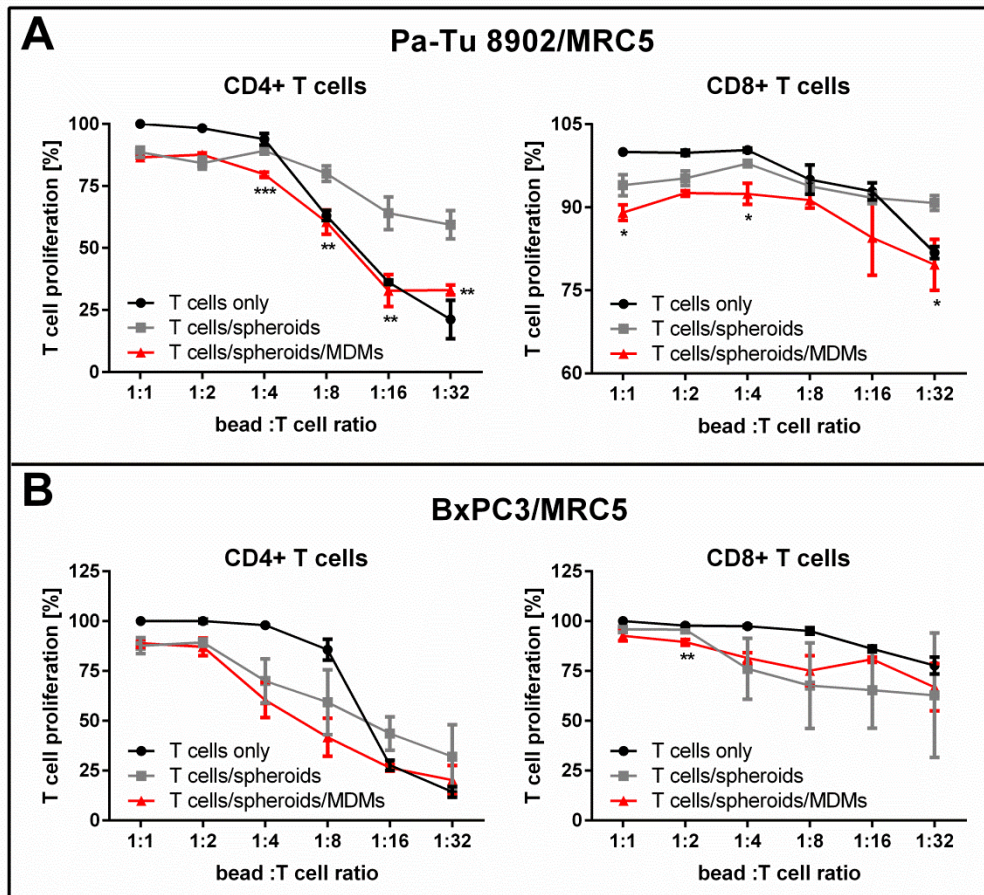 A
Pa-Tu 8902/MRC5
CD4+ T cells
T cell proliferation [%]
100
75
50
25
0
***
**
**
**
T cells only
T cells/spheroids
T cells/spheroids/MDMs
1:1 1:2 1:4 1:8 1:16 1:32
bead :T cell ratio
CD8+ T cells
T cell proliferation [%]
105
90
75
60
*
*
*
T cells only
T cells/spheroids
T cells/spheroids/MDMs
1:1 1:2 1:4 1:8 1:16 1:32
bead :T cell ratio
B
BxPC3/MRC5
CD4+ T cells
T cell proliferation [%]
125
100
75
50
25
0
T cells only
T cells/spheroids
T cells/spheroids/MDMs
1:1 1:2 1:4 1:8 1:16 1:32
bead :T cell ratio
CD8+ T cells
T cell proliferation [%]
125
100
75
50
25
0
**
T cells only
T cells/spheroids
T cells/spheroids/MDMs
1:1 1:2 1:4 1:8 1:16 1:32
bead :T cell ratio